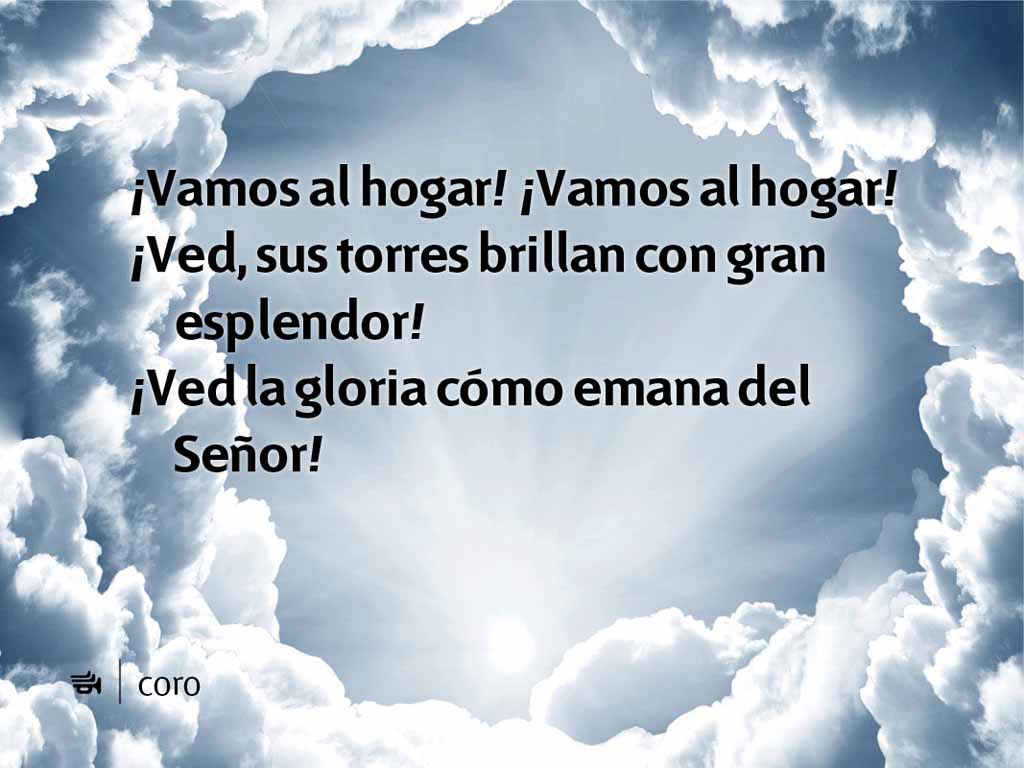 ¡Vamos al hogar! ¡Vamos al hogar!
¡Ved, sus torres brillan con gran
esplendor!
¡Ved la gloria cómo emana del
Señor!
coro